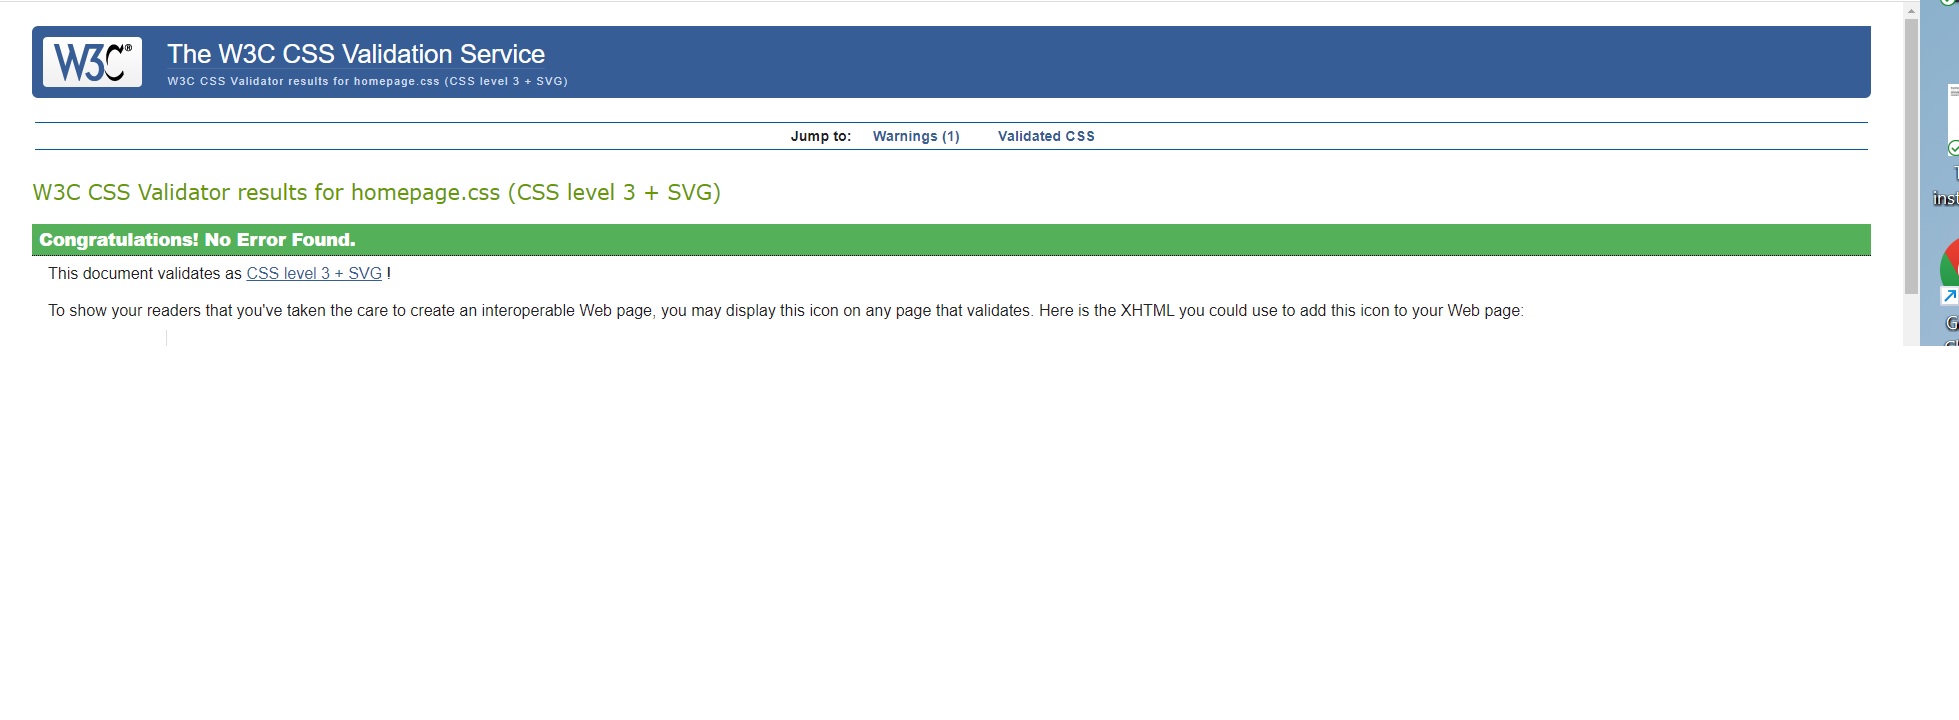 W3C®
The W3C CSS Validation Service
W3C CSS Validator results for homepage.css (CSS level 3 + SVG)
Jump to: Warnings (1) Validated CSS
W3C CSS Validator results for homepage.css (CSS level 3 + SVG)
Congratulations! No Error Found.
This document validates as CSS level 3 + SVG !
To show your readers that you've taken the care to create an interoperable Web page, you may display this icon on any page that validates. Here is the XHTML you could use to add this icon to your Web page:
inst